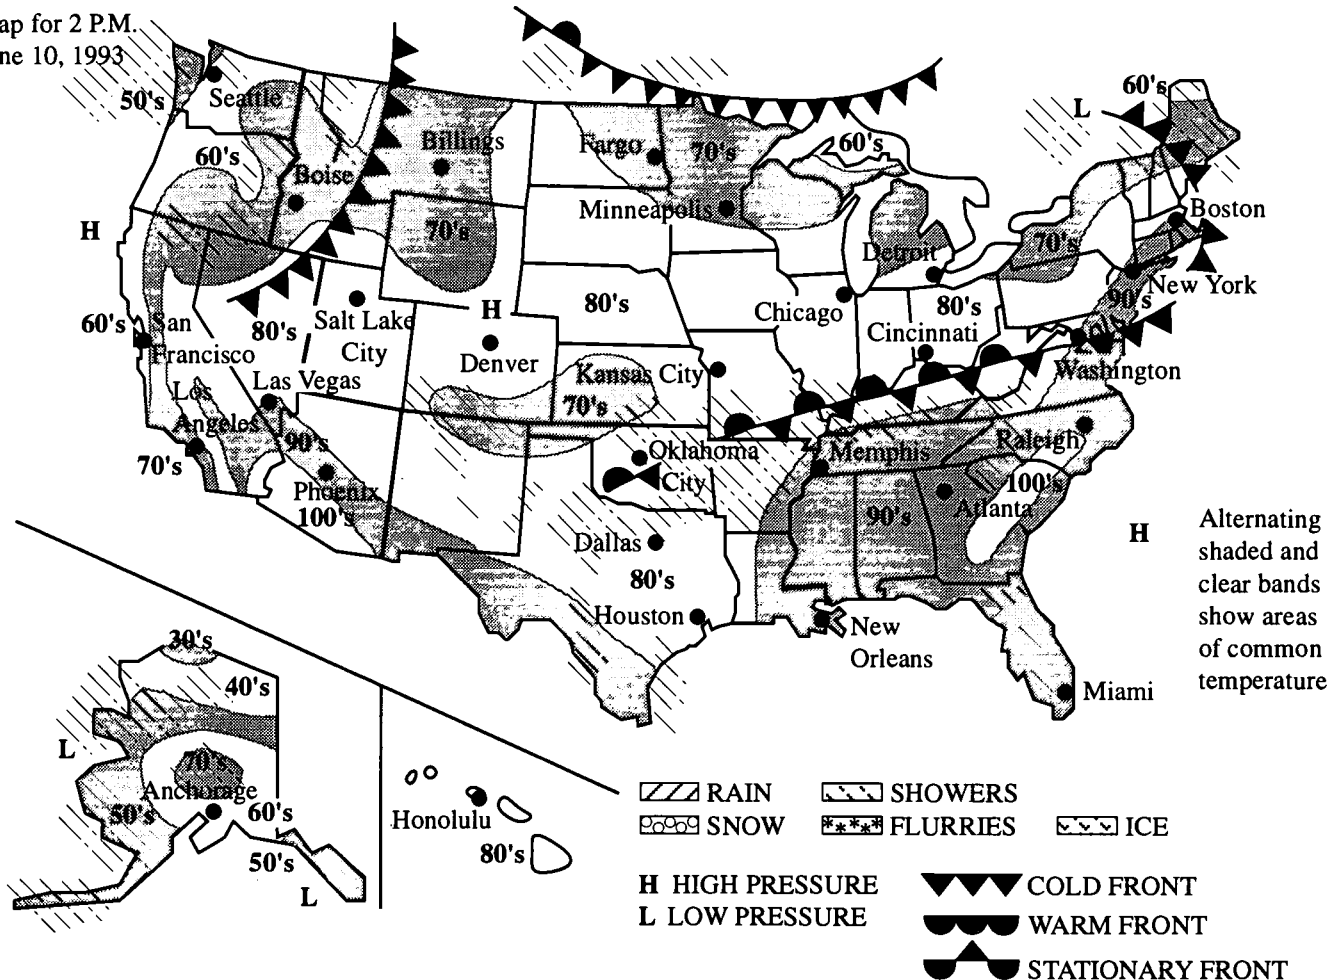 ap for 2 P.M.
ne 10, 1993
60's
L
50's
Seattle
Billings
Fargo
70's
60's
60's
Boise
Minneapolis
Boston
H
70's
Detroit
70's
New York
90's
80's
Chicago
80's
H
60's
San
Francisco
80's
Salt Lake
City
Denver
Cincinnati
Washington
Los
Angeles
Las Vegas
Kansas City
70's
70's
90's
Oklahoma
City
Memphis
Raleigh
Phoenix
100's
100's
Atlanta
90's
H
Alternating
shaded and
clear bands
show areas
of common
temperature
Dallas
80's
Houston
New
Orleans
Miami
30's
40's
L
70's
Anchorage
50's
60's
50's
L
Honolulu
80's
RAIN
SHOWERS
SNOW
FLURRIES
ICE
H HIGH PRESSURE
COLD FRONT
L LOW PRESSURE
WARM FRONT
STATIONARY FRONT